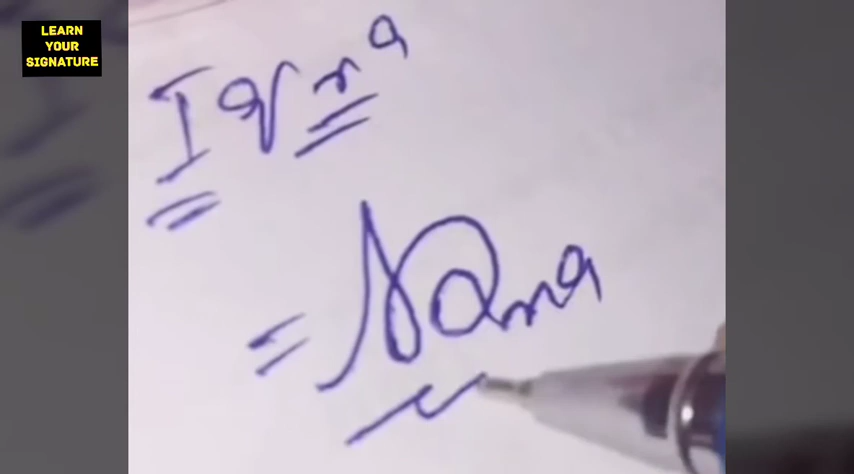 LEARN
YOUR
SIGNATURE
Iqra
=